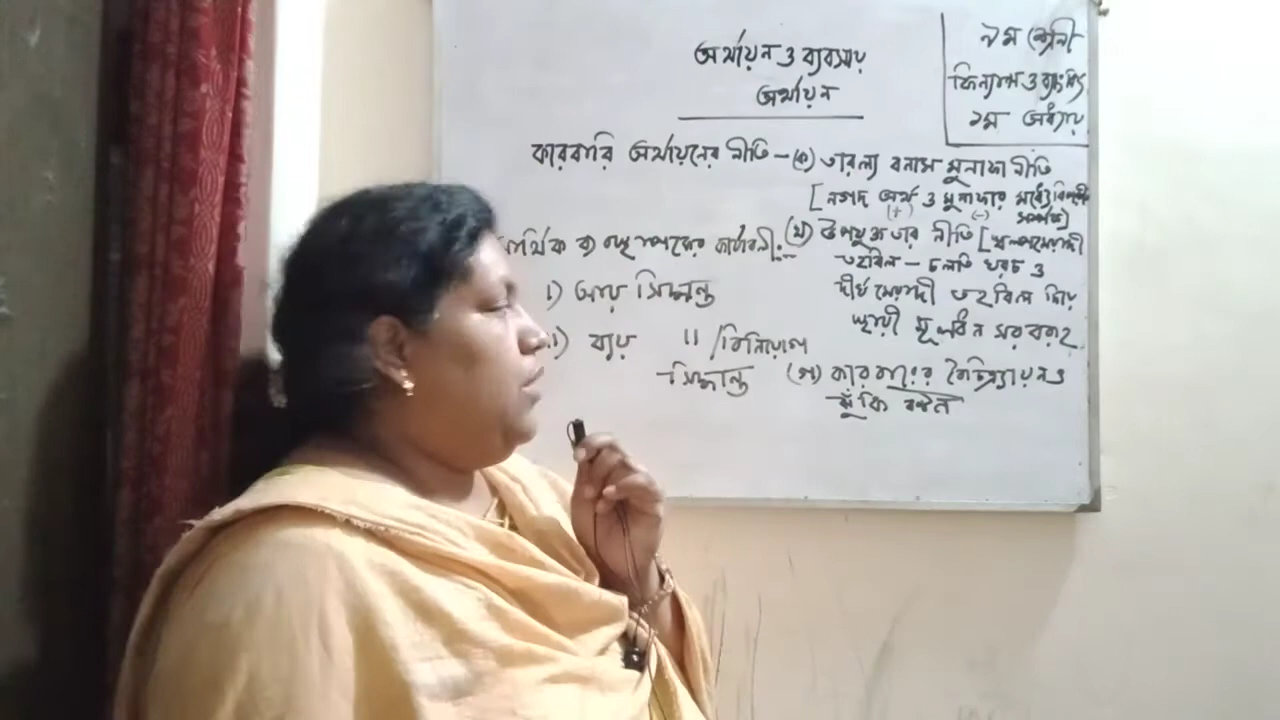 অর্থায়ন ও ব্যবসায়
অর্থায়ন
৯ম শ্রেনী
ফিন্যান্স ও ব্যাংকিং
১ম অধ্যায়
কারবারি অর্থায়নের নীতি - (ক) তারল্য বনাম মুনাফা নীতি
[নগদ অর্থ ও মুনাফার মধ্যে বিপরীত
(+) (-) সম্পর্ক]
(খ) উপযুক্ততার নীতি [স্বল্পমেয়াদী
তহবিল - চলতি খরচ ও
দীর্ঘমেয়াদী তহবিল দিয়ে
স্থায়ী মূলধন সরবরাহ
(গ) কারবারের বৈচিত্র্যায়ন ও
ঝুঁকি বণ্টন
আর্থিক ব্যবস্থাপকের কার্যাবলী:-
i) আয় সিদ্ধান্ত
ii) ব্যয় " / বিনিয়োগ
সিদ্ধান্ত